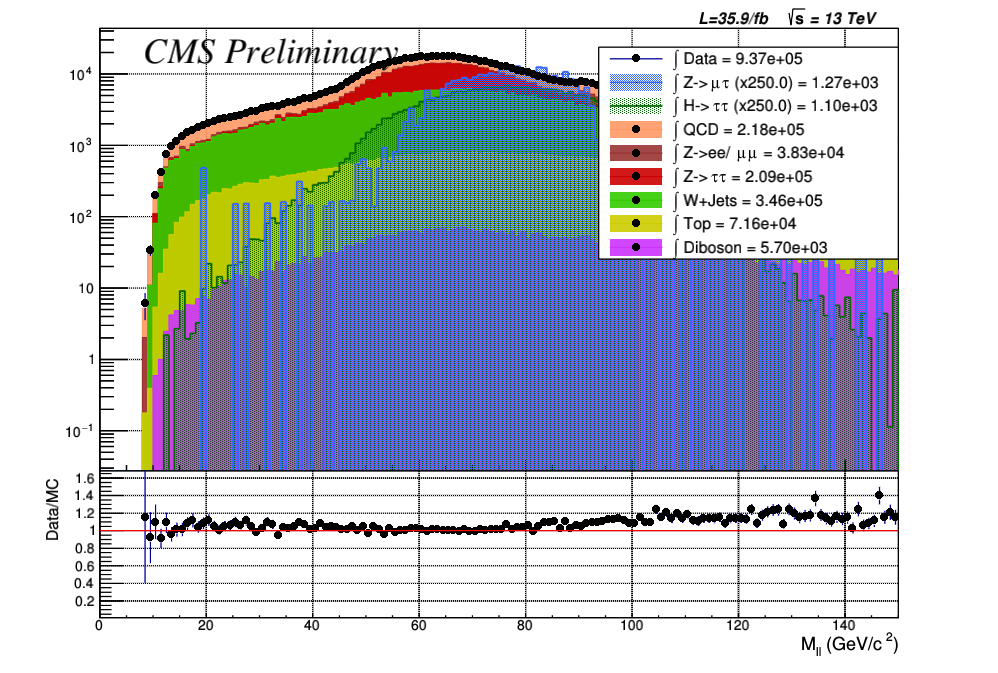 L=35.9/fb √s = 13 TeV
CMS Preliminary
∫ Data = 9.37e+05
∫ Z->μτ (x250.0) = 1.27e+03
∫ H->ττ (x250.0) = 1.10e+03
∫ QCD = 2.18e+05
∫ Z->ee/ μμ = 3.83e+04
∫ Z->ττ = 2.09e+05
∫ W+Jets = 3.46e+05
∫ Top = 7.16e+04
∫ Diboson = 5.70e+03
10⁴
10³
10²
10
1
10⁻¹
Data/MC
1.6
1.4
1.2
1
0.8
0.6
0.4
0.2
0 20 40 60 80 100 120 140
M_ll (GeV/c²)